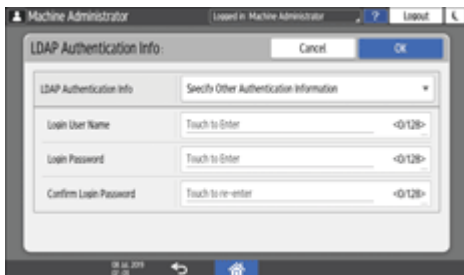 Machine Administrator
Logged in: Machine Administrator
?
Logout
LDAP Authentication Info:
Cancel
OK
LDAP Authentication Info
Specify Other Authentication Information
Login User Name
Touch to Enter
<0/128>
Login Password
Touch to Enter
<0/128>
Confirm Login Password
Touch to re-enter
<0/128>
2019